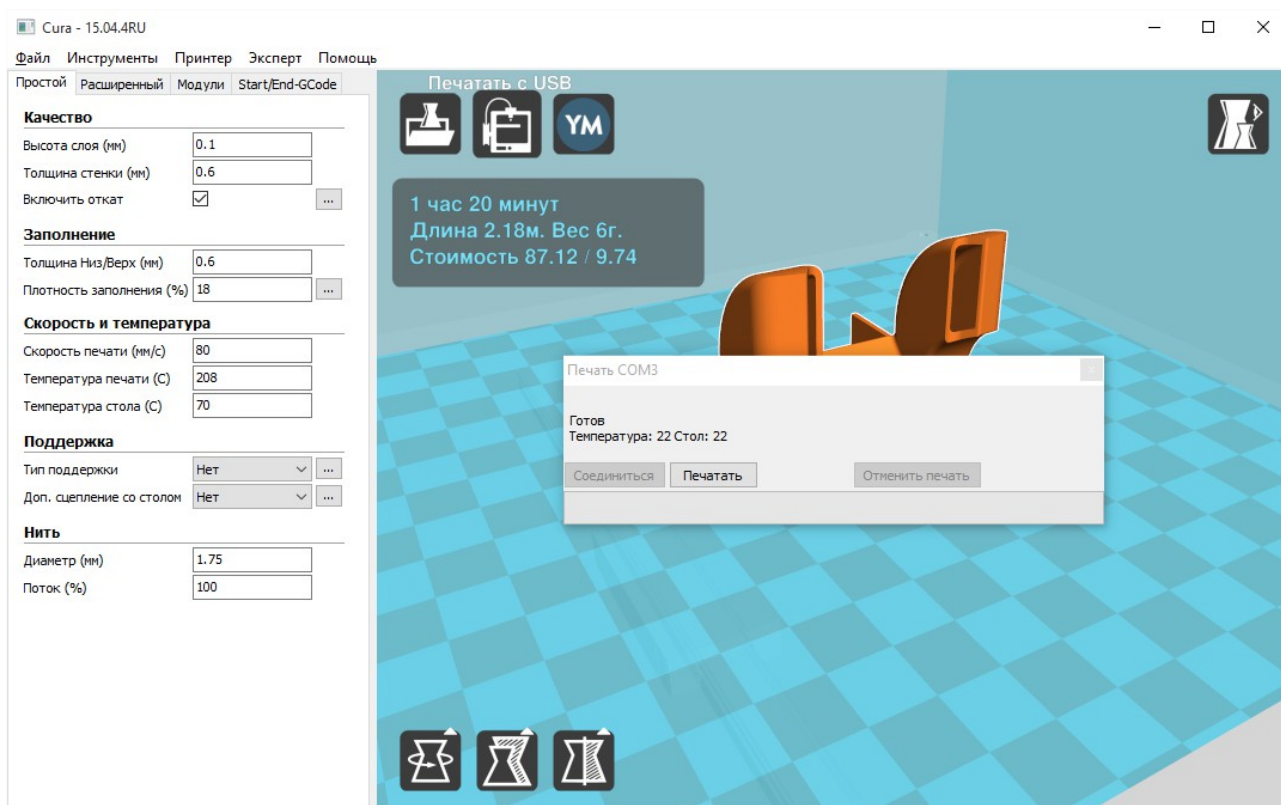 Cura - 15.04.4RU
Файл Инструменты Принтер Эксперт Помощь
Простой Расширенный Модули Start/End-GCode
Качество
Высота слоя (мм) 0.1
Толщина стенки (мм) 0.6
Включить откат ...
Заполнение
Толщина Низ/Верх (мм) 0.6
Плотность заполнения (%) 18 ...
Скорость и температура
Скорость печати (мм/с) 80
Температура печати (C) 208
Температура стола (C) 70
Поддержка
Тип поддержки Нет ...
Доп. сцепление со столом Нет ...
Нить
Диаметр (мм) 1.75
Поток (%) 100
Печатать с USB
YM
1 час 20 минут
Длина 2.18м. Вес 6г.
Стоимость 87.12 / 9.74
Печать COM3
Готов
Температура: 22 Стол: 22
Соединиться Печатать Отменить печать